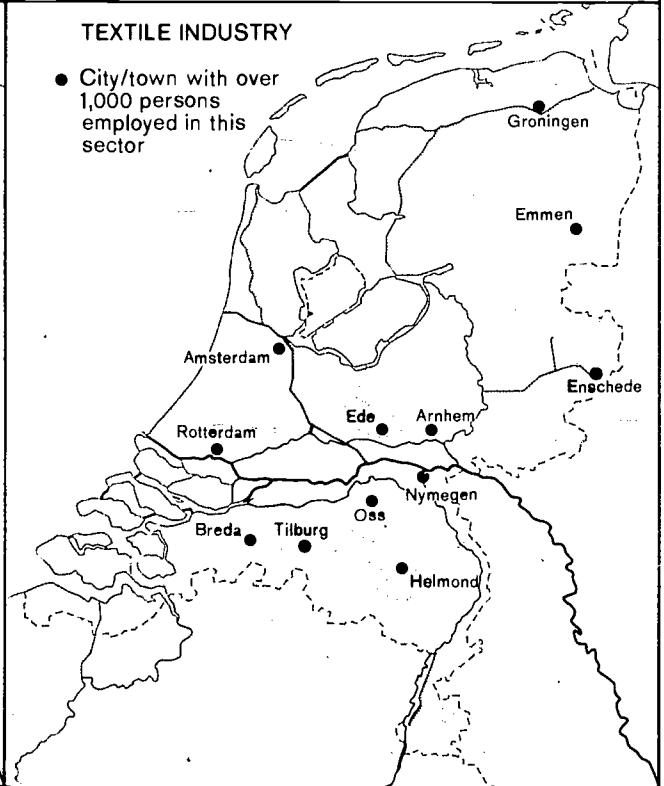 TEXTILE INDUSTRY
● City/town with over
1,000 persons
employed in this
sector
Groningen
Emmen
Amsterdam
Enschede
Ede
Arnhem
Rotterdam
Nymegen
Oss
Breda
Tilburg
Helmond